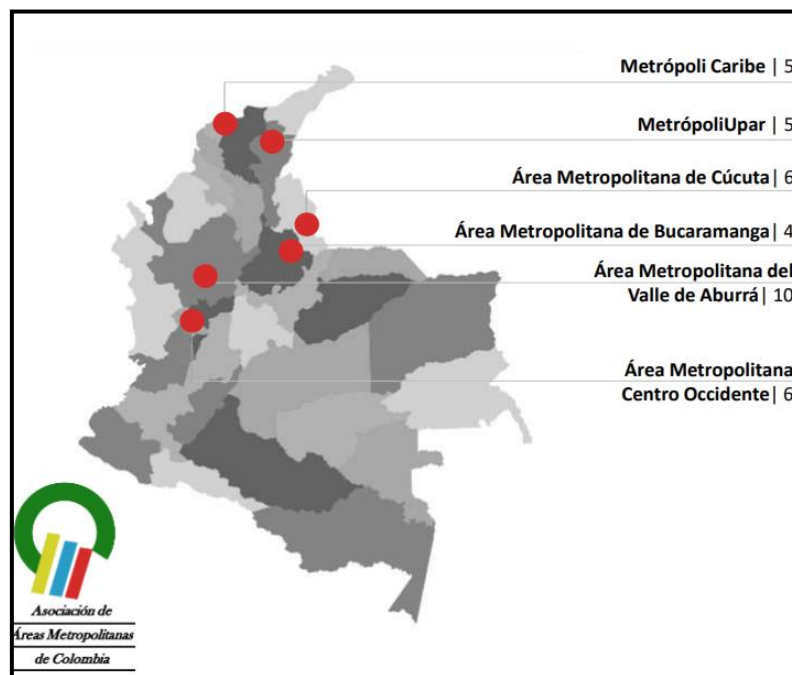 Metrópoli Caribe | 5
MetrópoliUpar | 5
Área Metropolitana de Cúcuta | 6
Área Metropolitana de Bucaramanga | 4
Área Metropolitana del
Valle de Aburrá | 10
Área Metropolitana
Centro Occidente| 6
Asociación de
Áreas Metropolitanas
de Colombia